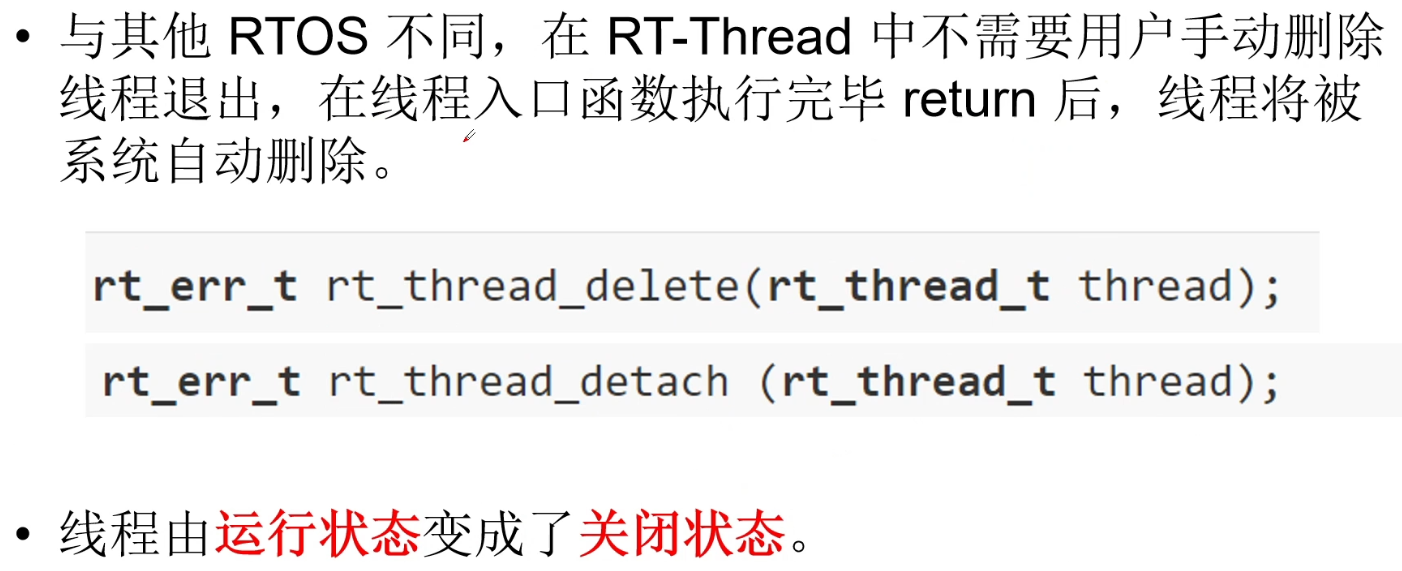 • 与其他 RTOS 不同，在 RT-Thread 中不需要用户手动删除
线程退出，在线程入口函数执行完毕 return 后，线程将被
系统自动删除。
rt_err_t rt_thread_delete(rt_thread_t thread);
rt_err_t rt_thread_detach (rt_thread_t thread);
• 线程由运行状态变成了关闭状态。